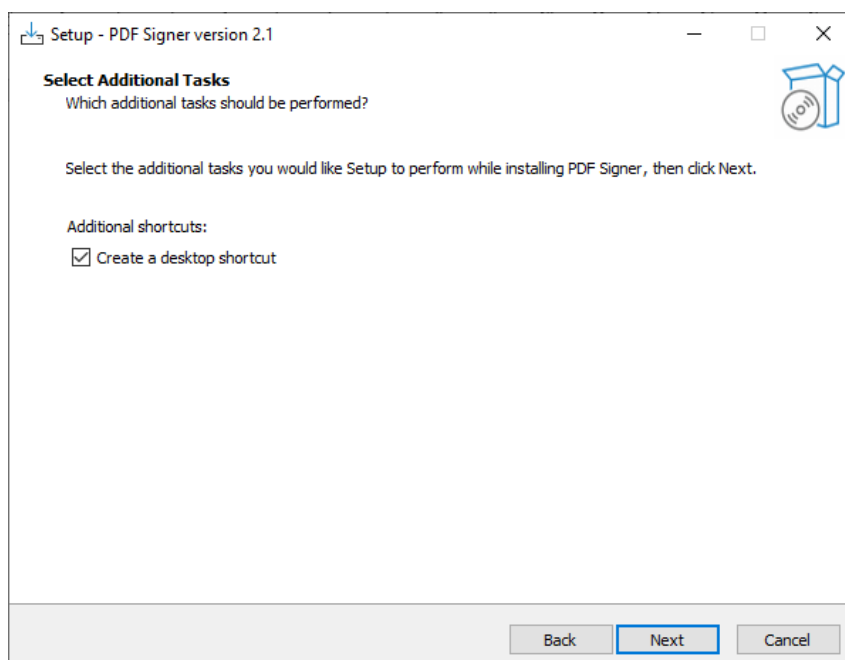 Setup - PDF Signer version 2.1
Select Additional Tasks
Which additional tasks should be performed?
Select the additional tasks you would like Setup to perform while installing PDF Signer, then click Next.
Additional shortcuts:
Create a desktop shortcut
Back Next Cancel